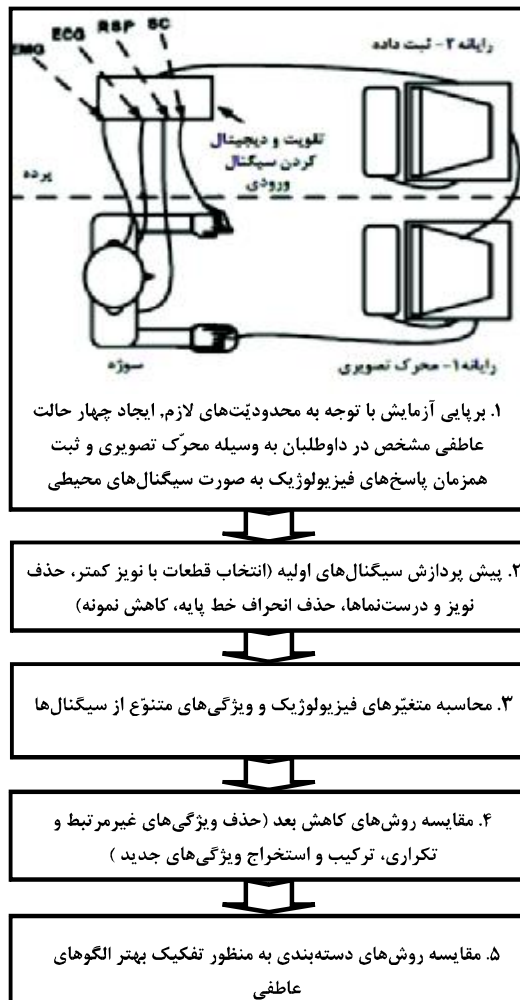 EMG ECG RSP SC
رایانه ۲- ثبت داده
تقویت و دیجیتال
کردن سیگنال
ورودی
پرده
سوژه
رایانه ۱- محرک تصویری
۱. برپایی آزمایش با توجه به محدودیّت‌های لازم, ایجاد چهار حالت
عاطفی مشخص در داوطلبان به وسیله محرّک تصویری و ثبت
همزمان پاسخ‌های فیزیولوژیک به صورت سیگنال‌های محیطی
۲. پیش پردازش سیگنال‌های اولیه (انتخاب قطعات با نویز کمتر، حذف
نویز و درست‌نماها، حذف انحراف خط پایه، کاهش نمونه)
۳. محاسبه متغیّرهای فیزیولوژیک و ویژگی‌های متنوّع از سیگنال‌ها
۴. مقایسه روش‌های کاهش بعد (حذف ویژگی‌های غیرمرتبط و
تکراری، ترکیب و استخراج ویژگی‌های جدید )
۵. مقایسه روش‌های دسته‌بندی به منظور تفکیک بهتر الگوهای
عاطفی